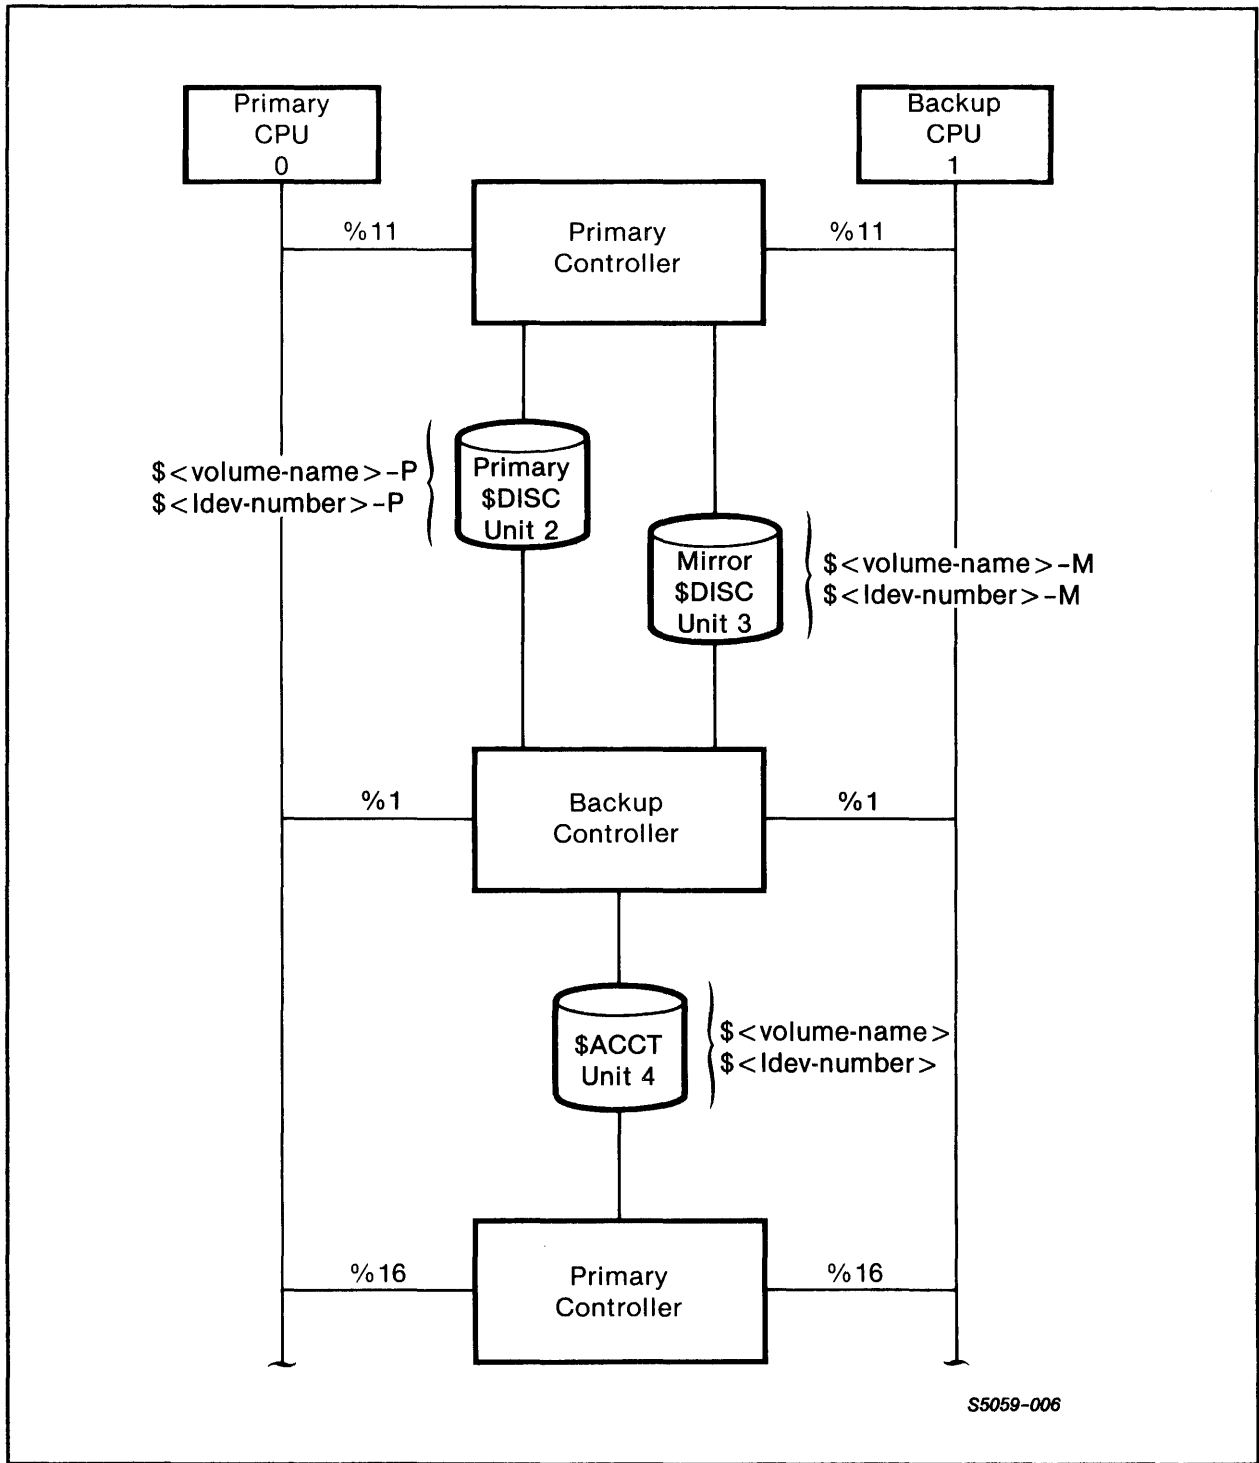 Primary
CPU
0
Backup
CPU
1
%11
Primary
Controller
%11
$<volume-name>-P
$<ldev-number>-P
Primary
$DISC
Unit 2
Mirror
$DISC
Unit 3
$<volume-name>-M
$<ldev-number>-M
%1
Backup
Controller
%1
$ACCT
Unit 4
$<volume-name>
$<ldev-number>
%16
Primary
Controller
%16
S5059-006